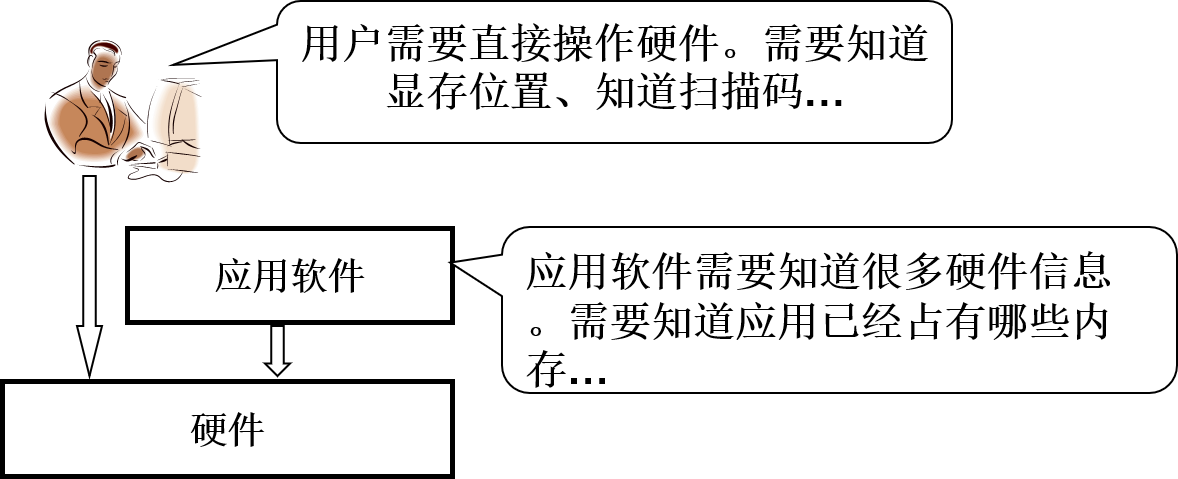 用户需要直接操作硬件。需要知道
显存位置、知道扫描码...
应用软件
应用软件需要知道很多硬件信息
。需要知道应用已经占有哪些内
存...
硬件